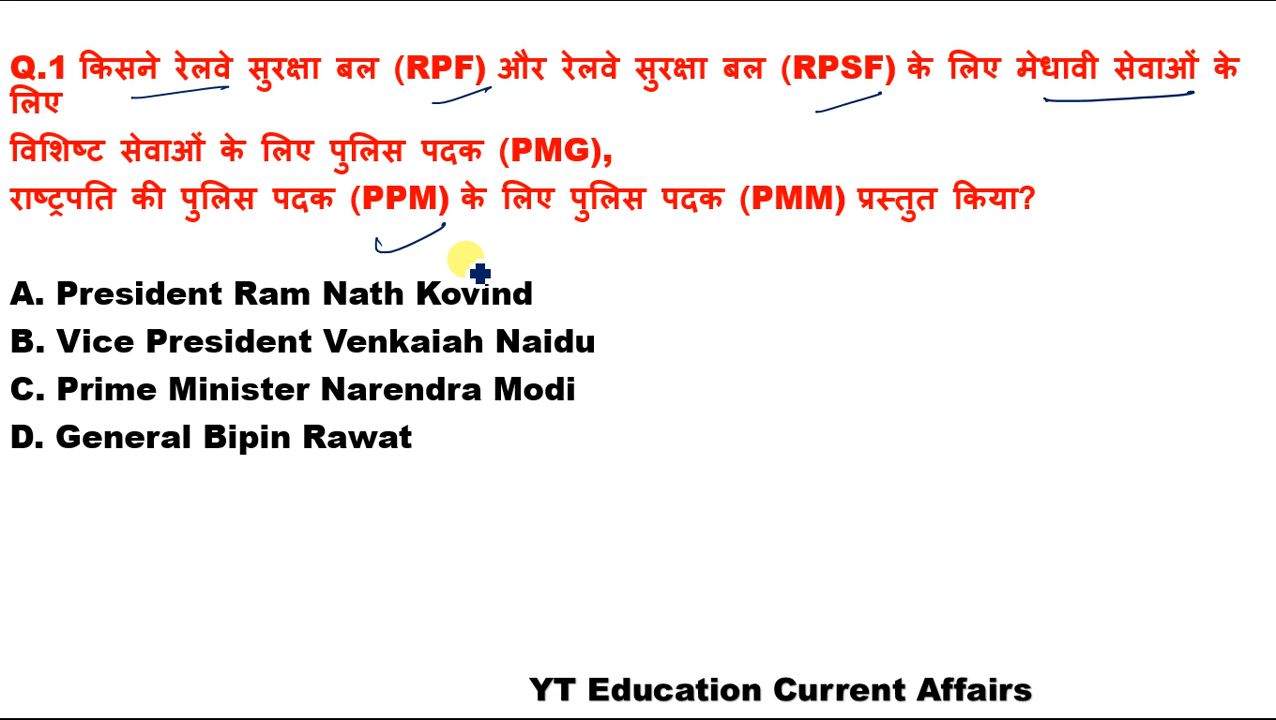 Q.1 किसने रेलवे सुरक्षा बल (RPF) और रेलवे सुरक्षा बल (RPSF) के लिए मेधावी सेवाओं के
लिए
विशिष्ट सेवाओं के लिए पुलिस पदक (PMG),
राष्ट्रपति की पुलिस पदक (PPM) के लिए पुलिस पदक (PMM) प्रस्तुत किया?
A. President Ram Nath Kovind
B. Vice President Venkaiah Naidu
C. Prime Minister Narendra Modi
D. General Bipin Rawat
YT Education Current Affairs